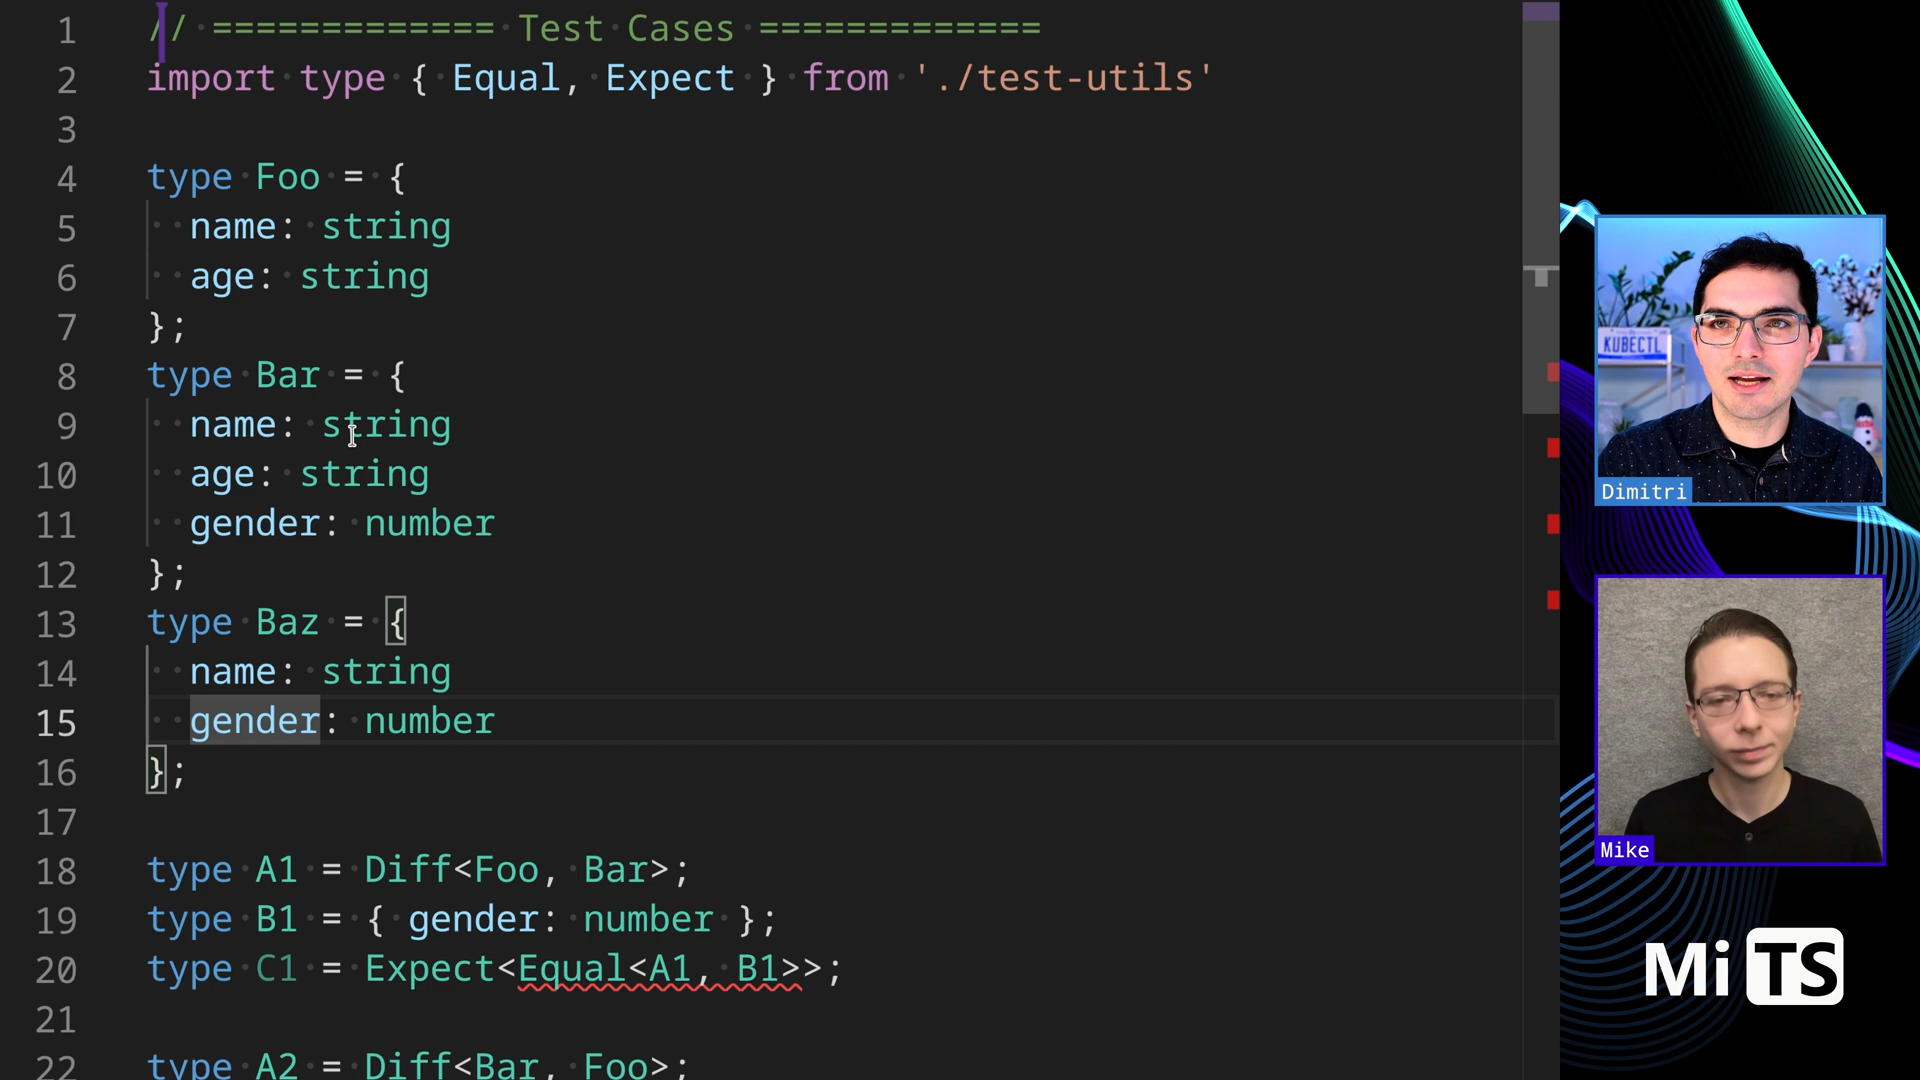 1 // ============= Test Cases =============
2 import type { Equal, Expect } from './test-utils'
3
4 type Foo = {
5 name: string
6 age: string
7 };
8 type Bar = {
9 name: string
10 age: string
11 gender: number
12 };
13 type Baz = {
14 name: string
15 gender: number
16 };
17
18 type A1 = Diff<Foo, Bar>;
19 type B1 = { gender: number };
20 type C1 = Expect<Equal<A1, B1>>;
21
22 type A2 = Diff<Bar, Foo>;
KUBECTL
Dimitri
Mike
MiTS